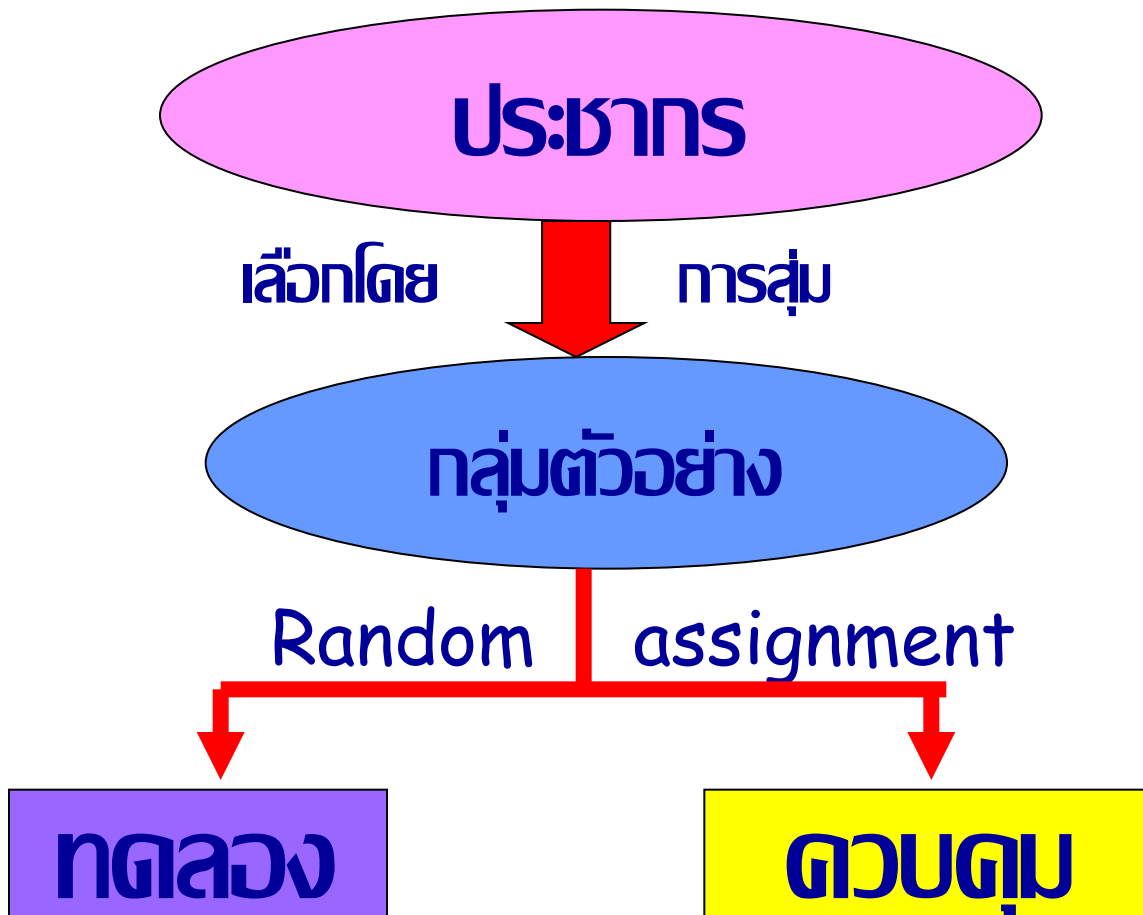 ประชากร
เลือกโดย การสุ่ม
กลุ่มตัวอย่าง
Random assignment
ทดลอง ควบคุม